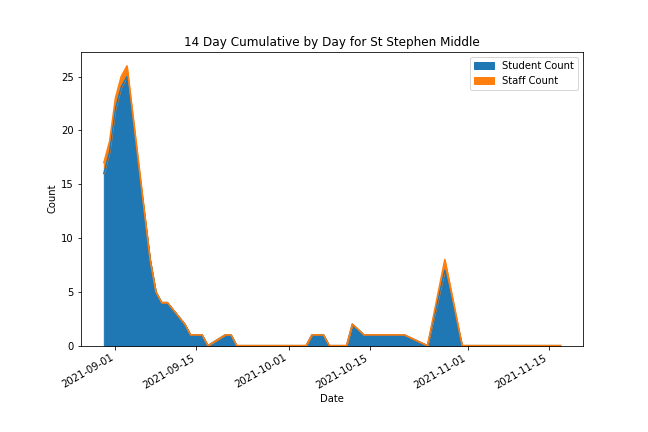 14 Day Cumulative by Day for St Stephen Middle
Student Count
Staff Count
25
20
15
10
5
0
Count
2021-09-01
2021-09-15
2021-10-01
2021-10-15
2021-11-01
2021-11-15
Date